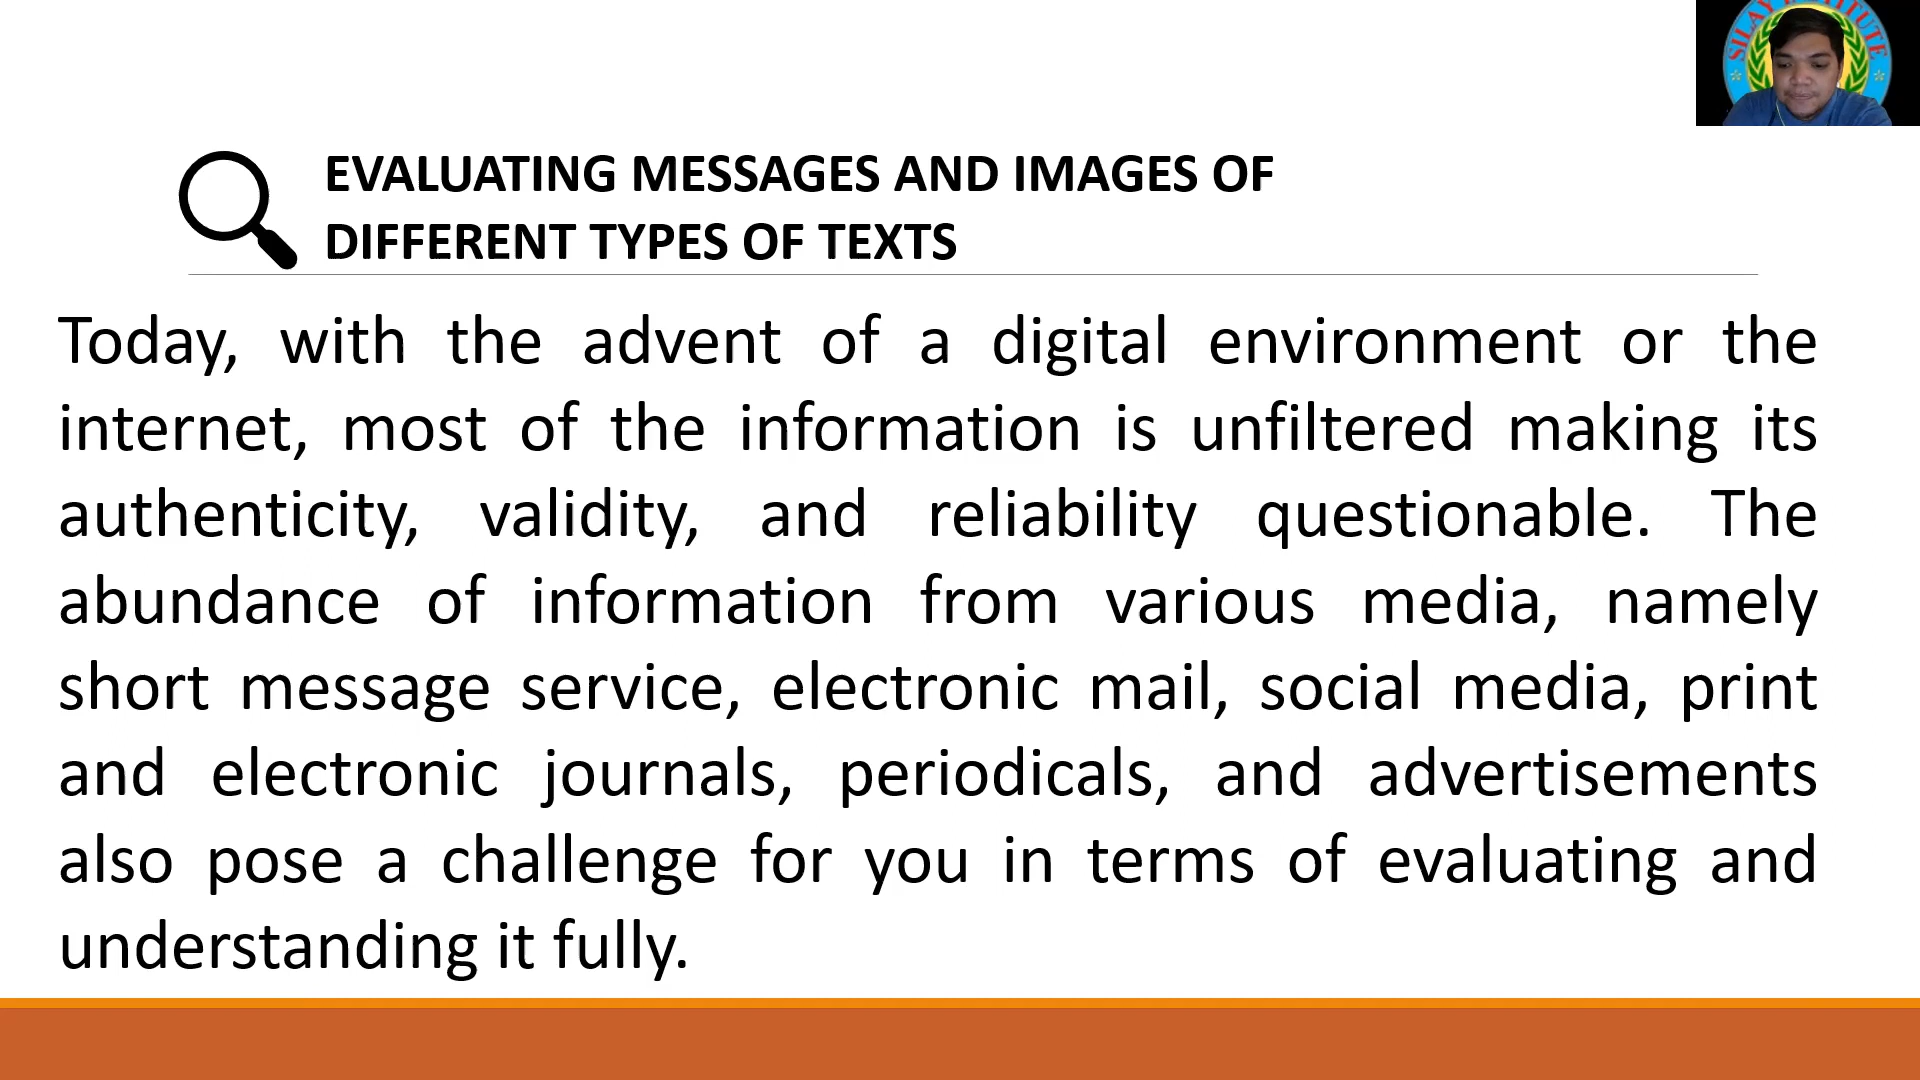 SILAY INSTITUTE
EVALUATING MESSAGES AND IMAGES OF
DIFFERENT TYPES OF TEXTS
Today, with the advent of a digital environment or the
internet, most of the information is unfiltered making its
authenticity, validity, and reliability questionable. The
abundance of information from various media, namely
short message service, electronic mail, social media, print
and electronic journals, periodicals, and advertisements
also pose a challenge for you in terms of evaluating and
understanding it fully.